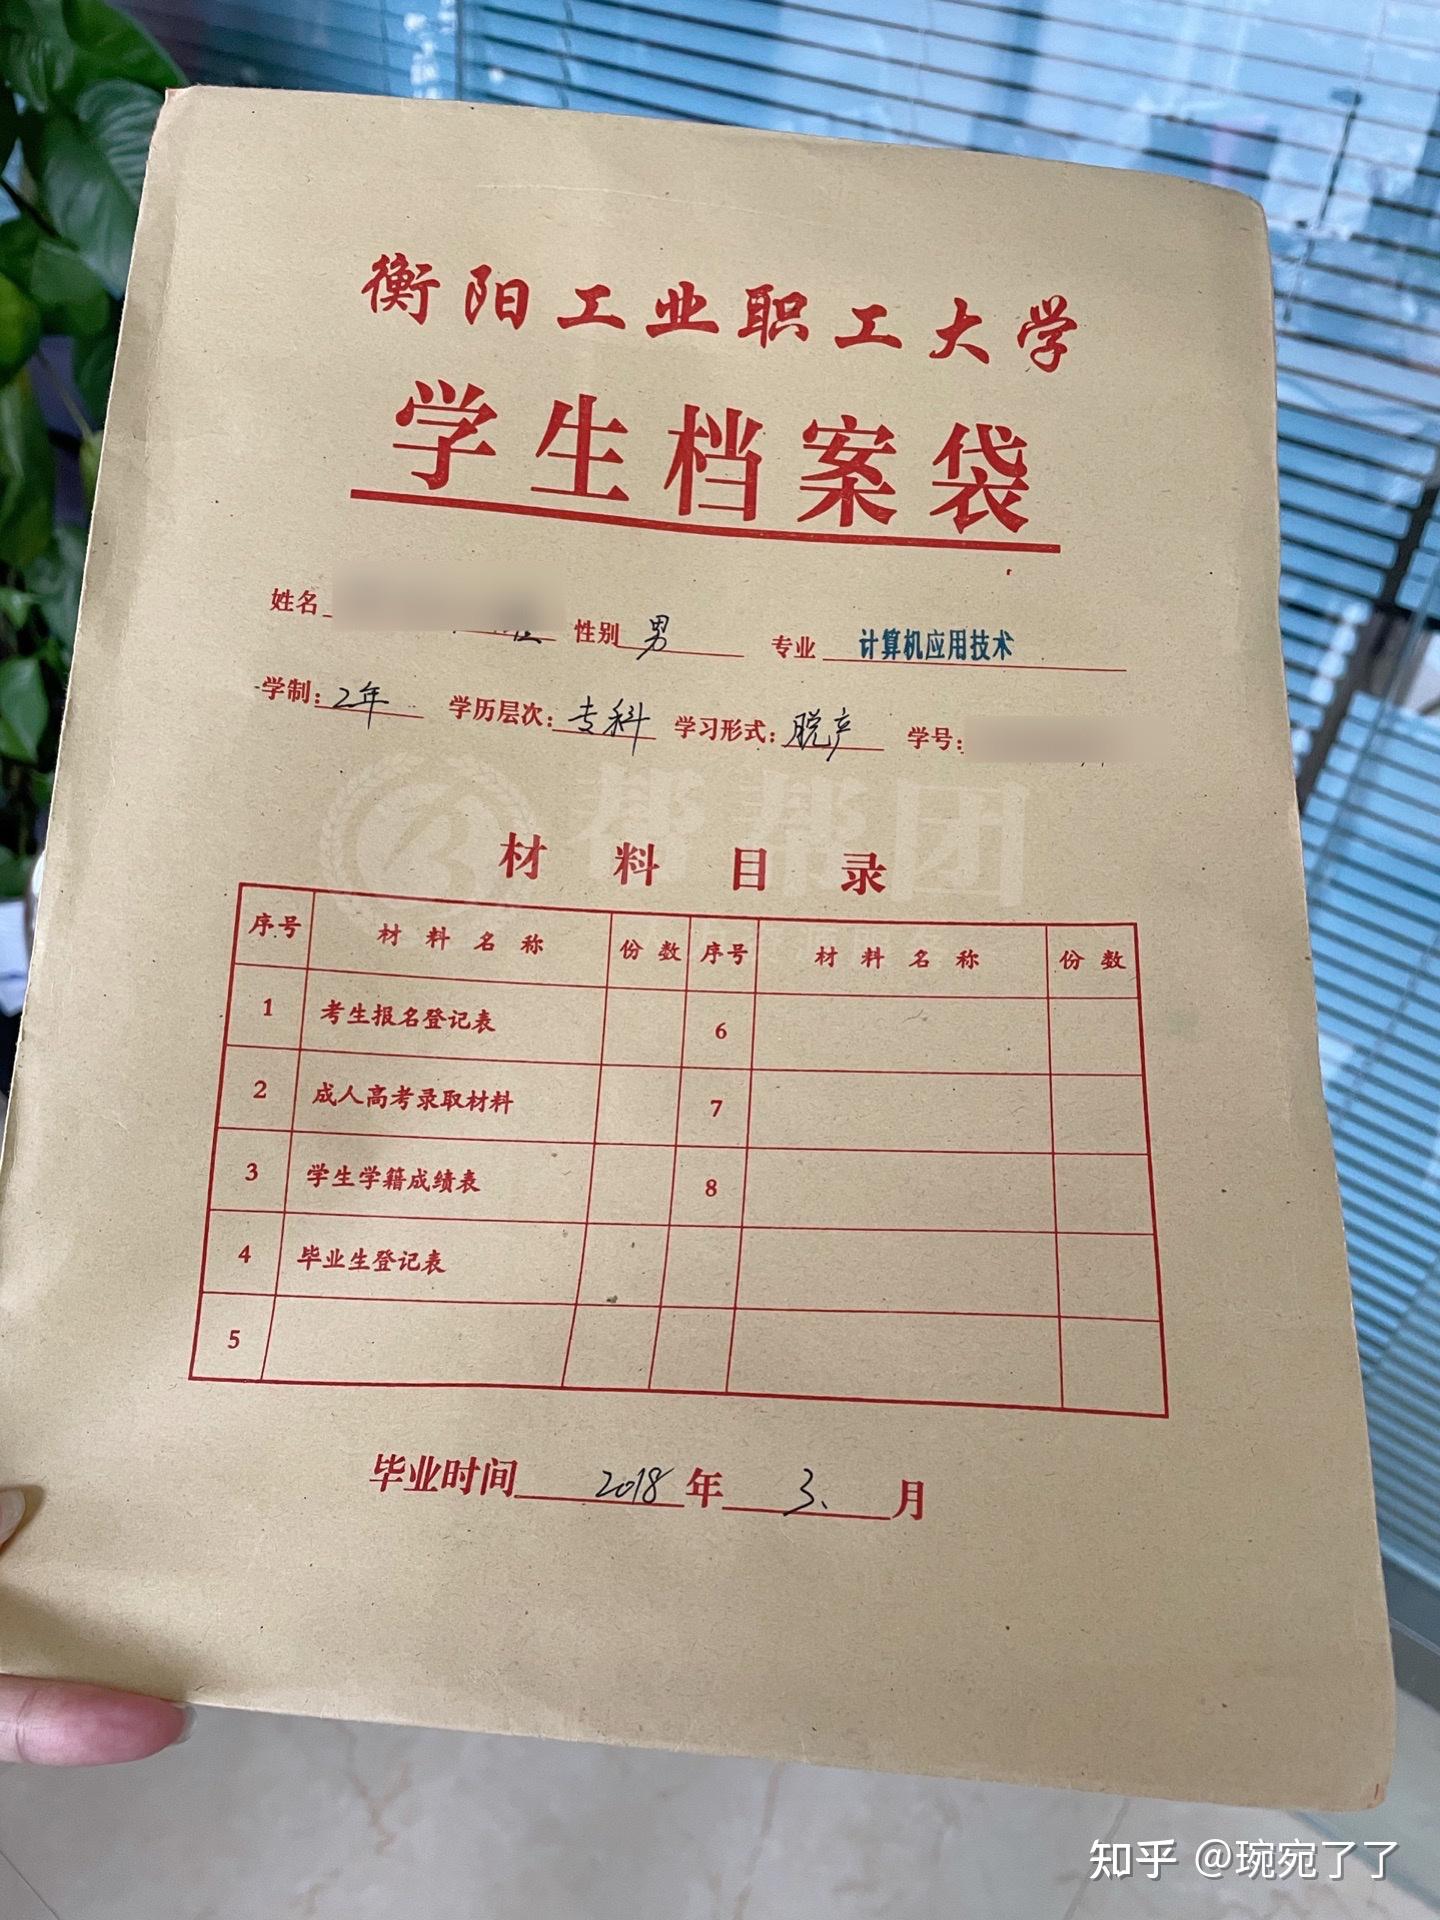 衡阳工业职工大学
学生档案袋
姓名 性别 男 专业 计算机应用技术
学制: 2年 学历层次: 专科 学习形式: 脱产 学号:
帮帮团
材料目录
序号 材料名称 份数 序号 材料名称 份数
1 考生报名登记表 6
2 成人高考录取材料 7
3 学生学籍成绩表 8
4 毕业生登记表
5
毕业时间 2018 年 3. 月
知乎 @琬宛了了